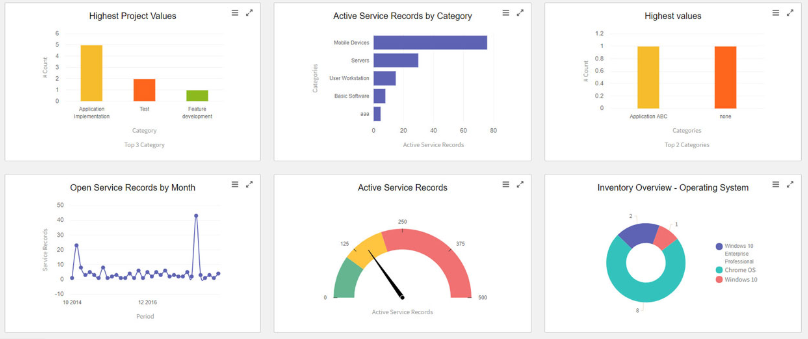 Highest Project Values
# Count
6
5
4
3
2
1
0
Application
implementation
Test
Feature
development
Category
Top 3 Category
Active Service Records by Category
Categories
Mobile Devices
Servers
User Workstation
Basic Software
aaa
0 20 40 60 80
Active Service Records
Highest values
# Count
1.2
1
0.8
0.6
0.4
0.2
0
Application ABC
none
Categories
Top 2 Categories
Open Service Records by Month
Service Records
50
40
30
20
10
0
-10
10 2014
12 2016
Period
Active Service Records
0
125
250
375
500
Active Service Records
Inventory Overview - Operating System
2
1
8
Windows 10
Enterprise
Professional
Chrome OS
Windows 10